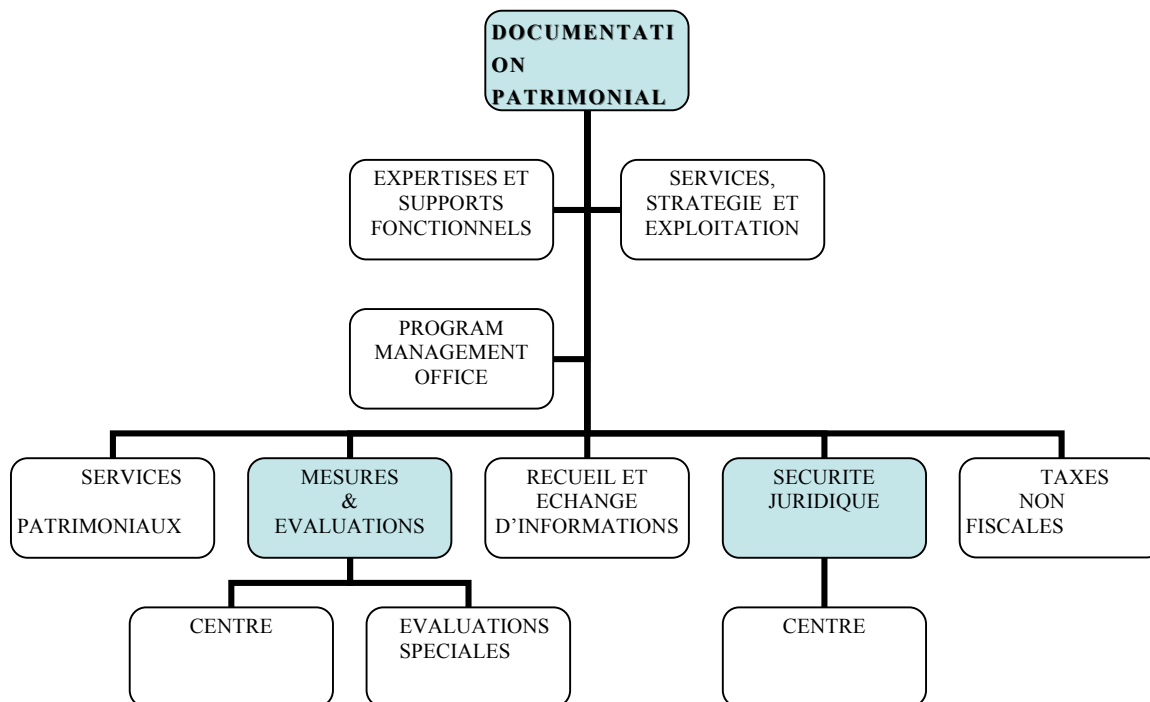 DOCUMENTATI
ON
PATRIMONIAL
EXPERTISES ET
SUPPORTS
FONCTIONNELS
SERVICES,
STRATEGIE ET
EXPLOITATION
PROGRAM
MANAGEMENT
OFFICE
SERVICES
PATRIMONIAUX
MESURES
&
EVALUATIONS
RECUEIL ET
ECHANGE
D’INFORMATIONS
SECURITE
JURIDIQUE
TAXES
NON
FISCALES
CENTRE
EVALUATIONS
SPECIALES
CENTRE